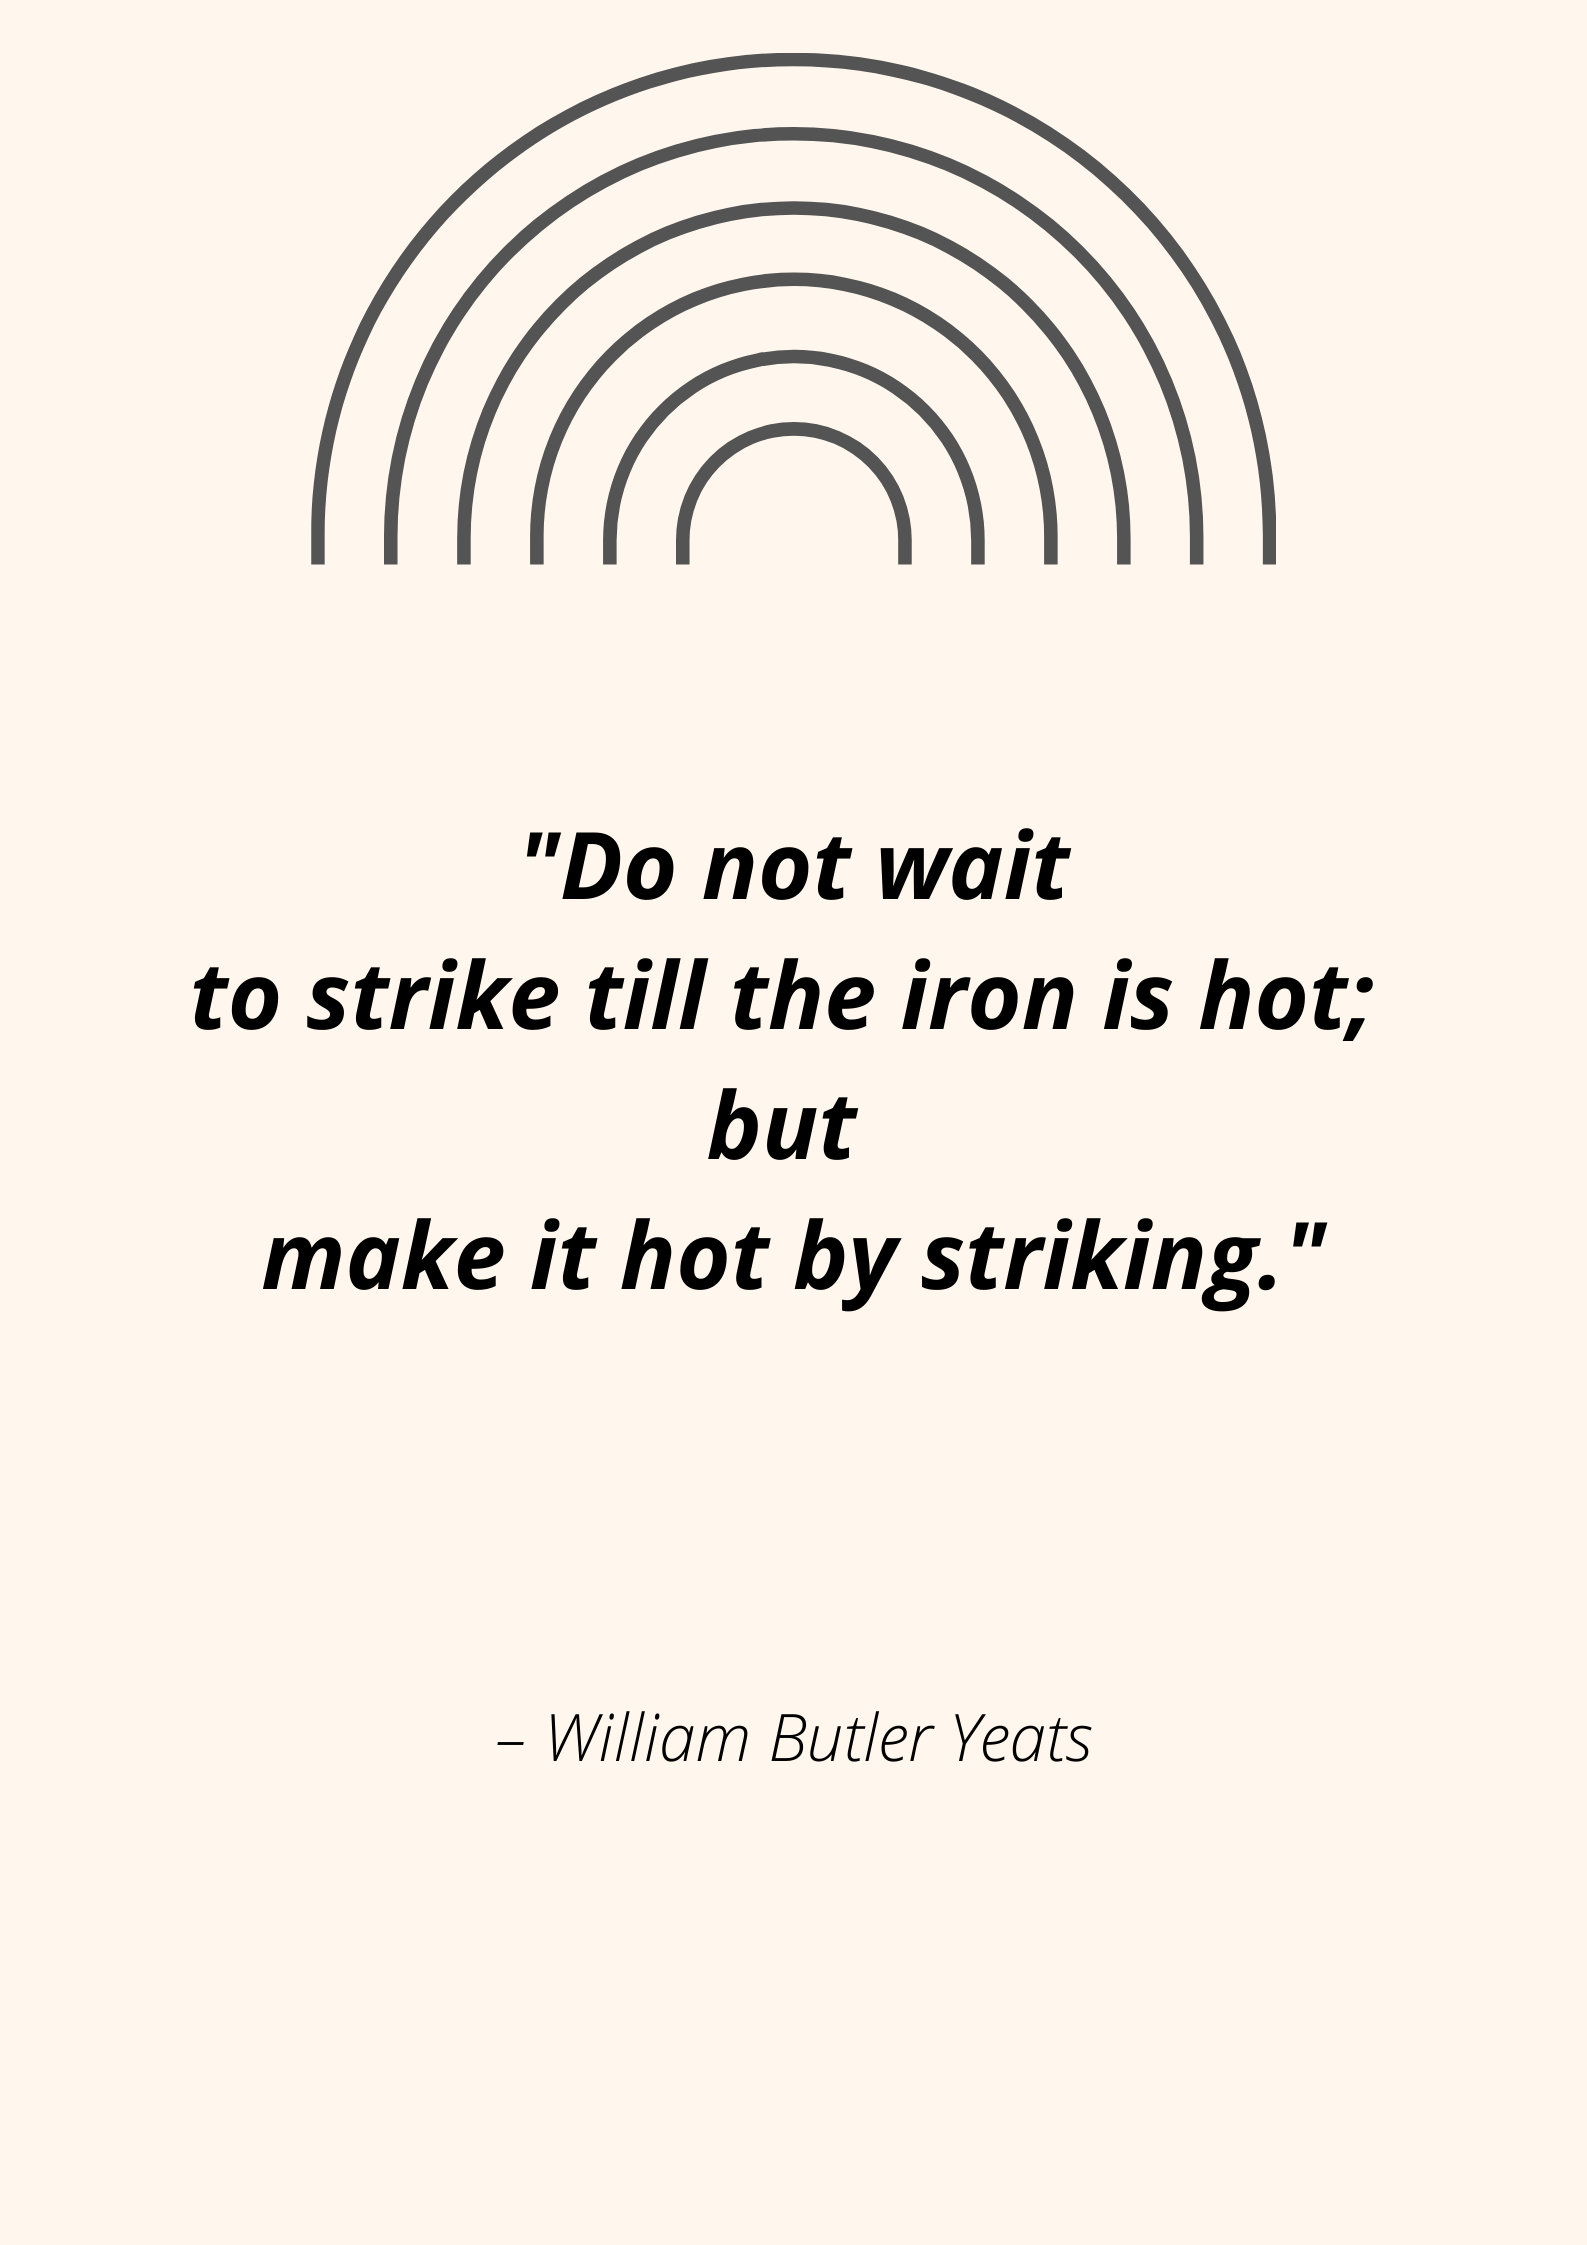 "Do not wait
to strike till the iron is hot;
but
make it hot by striking."
– William Butler Yeats